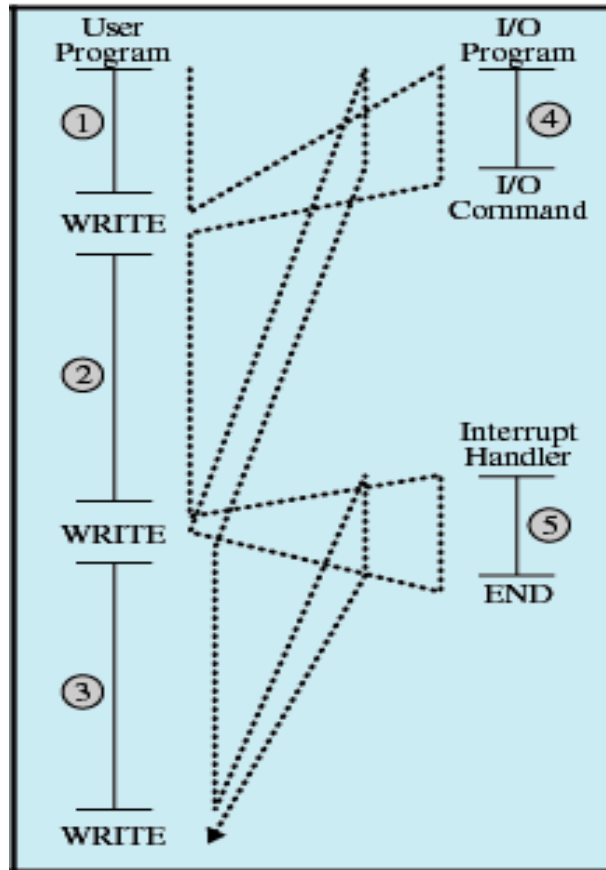 User
Program
I/O
Program
1
4
WRITE
I/O
Command
2
Interrupt
Handler
WRITE
5
END
3
WRITE